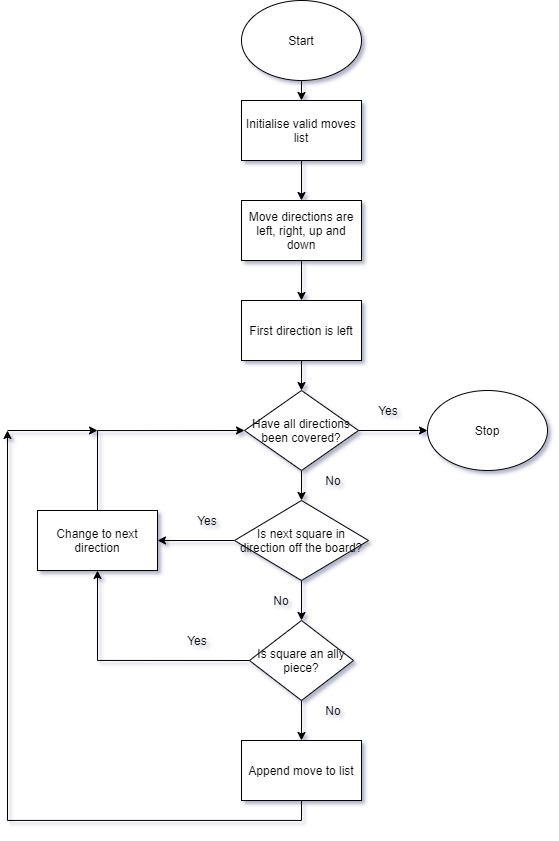 Start
Initialise valid moves
list
Move directions are
left, right, up and
down
First direction is left
Have all directions
been covered?
Yes
Stop
No
Is next square in
direction off the board?
Yes
Change to next
direction
No
Is square an ally
piece?
Yes
No
Append move to list